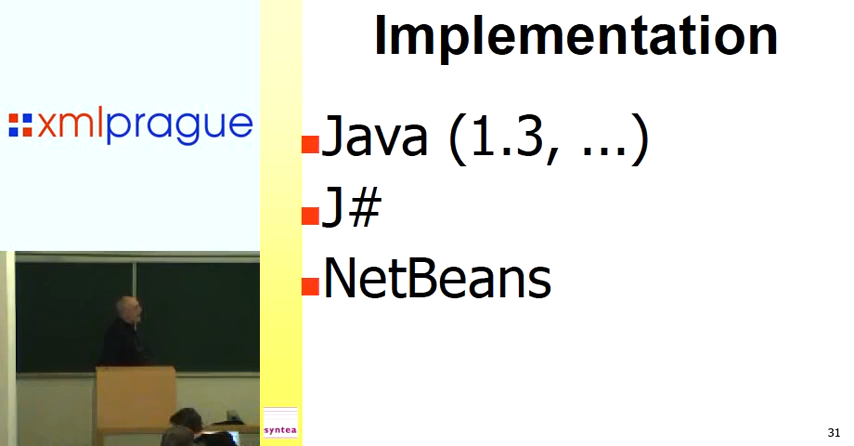 Implementation
xmlprague
Java (1.3, ...)
J#
NetBeans
syntea
31